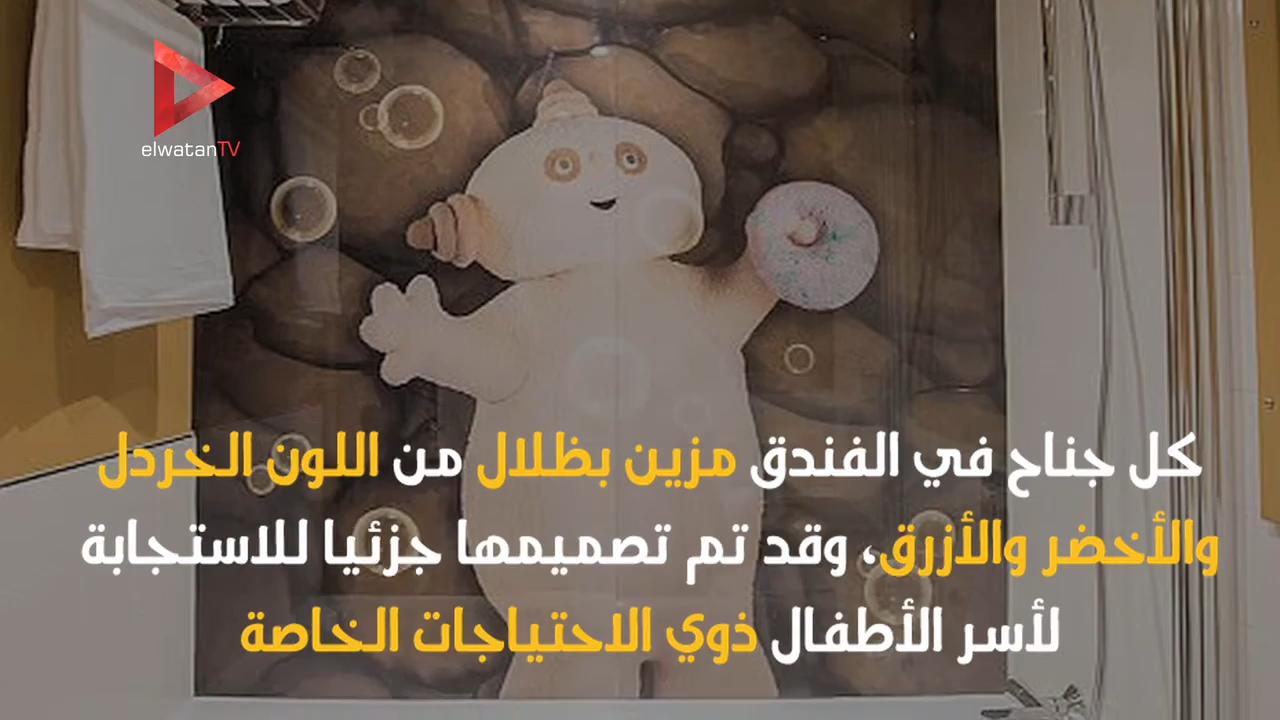 elwatanTV
كل جناح في الفندق مزين بظلال من اللون الخردل
والأخضر والأزرق، وقد تم تصميمها جزئيا للاستجابة
لأسر الأطفال ذوي الاحتياجات الخاصة